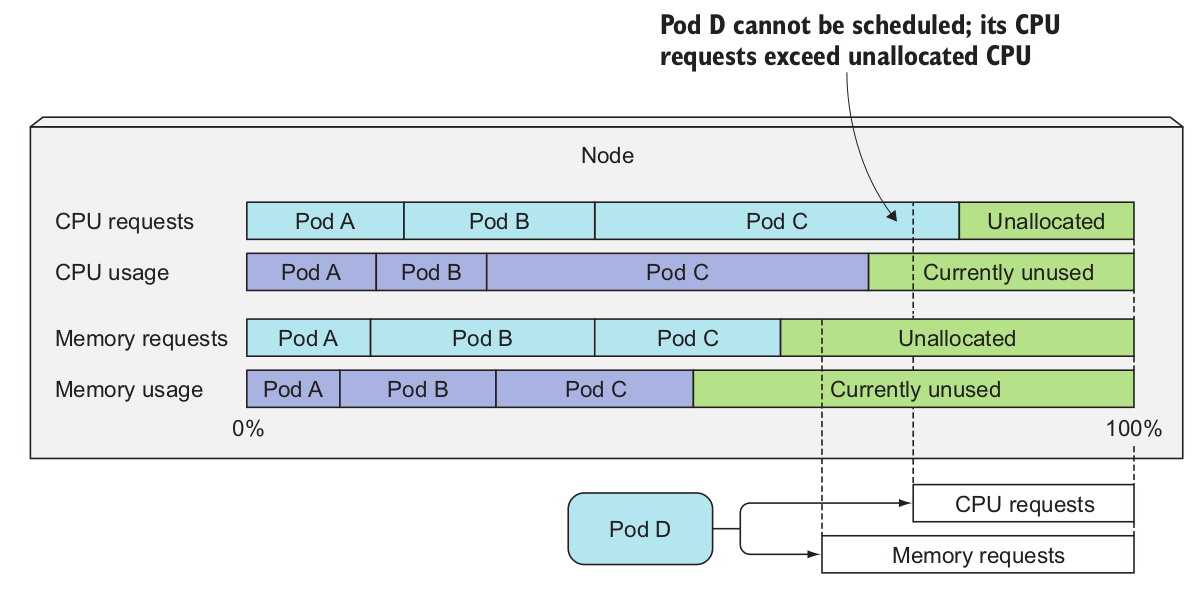 Pod D cannot be scheduled; its CPU
requests exceed unallocated CPU
Node
CPU requests Pod A Pod B Pod C Unallocated
CPU usage Pod A Pod B Pod C Currently unused
Memory requests Pod A Pod B Pod C Unallocated
Memory usage Pod A Pod B Pod C Currently unused
0% 100%
CPU requests
Pod D
Memory requests